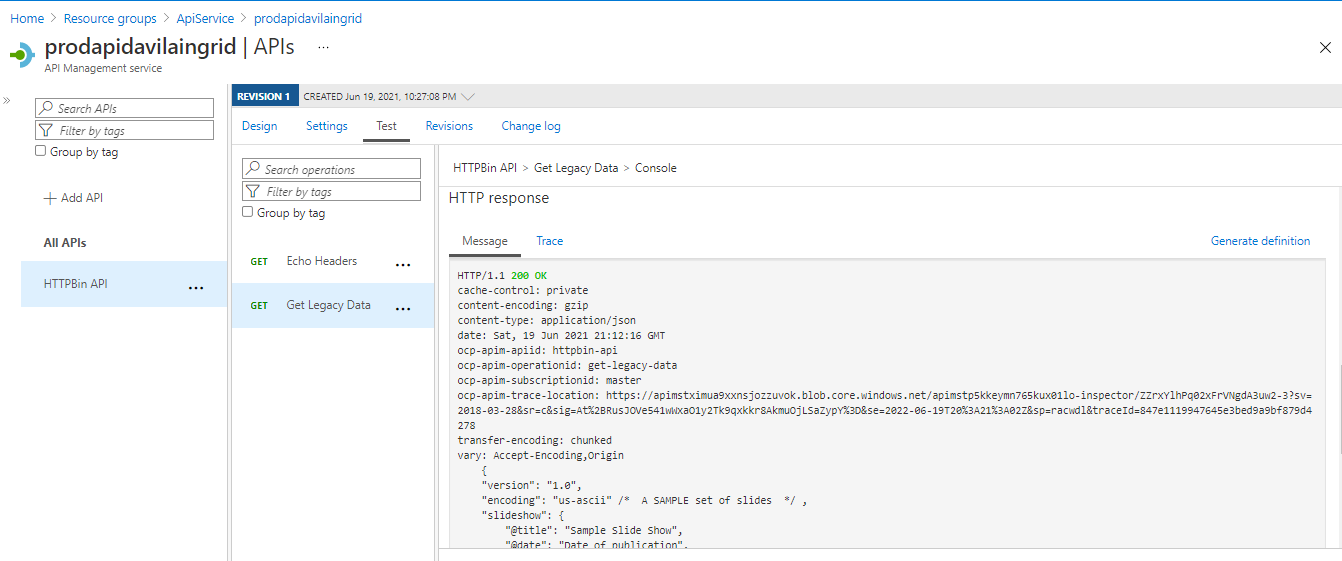 Home > Resource groups > ApiService > prodapidavilaingrid
prodapidavilaingrid | APIs ...
API Management service
»
Search APIs
Filter by tags
Group by tag
+ Add API
All APIs
HTTPBin API ...
REVISION 1 CREATED Jun 19, 2021, 10:27:08 PM
Design Settings Test Revisions Change log
Search operations
Filter by tags
Group by tag
GET Echo Headers ...
GET Get Legacy Data ...
HTTPBin API > Get Legacy Data > Console
HTTP response
Message Trace Generate definition
HTTP/1.1 200 OK
cache-control: private
content-encoding: gzip
content-type: application/json
date: Sat, 19 Jun 2021 21:12:16 GMT
ocp-apim-apiid: httpbin-api
ocp-apim-operationid: get-legacy-data
ocp-apim-subscriptionid: master
ocp-apim-trace-location: https://apimstximua9xxnsjozzuvok.blob.core.windows.net/apimstp5kkeymn765kux01lo-inspector/ZZrxYlhPq02xFrVNgdA3uw2-3?sv=
2018-03-28&sr=c&sig=At%2BRusJOVe541wWxaO1y2Tk9qxkkr8AkmuOjLSaZypY%3D&se=2022-06-19T20%3A21%3A02Z&sp=racwdl&traceId=847e1119947645e3bed9a9bf879d4
278
transfer-encoding: chunked
vary: Accept-Encoding,Origin
{
"version": "1.0",
"encoding": "us-ascii" /*  A SAMPLE set of slides  */ ,
"slideshow": {
"@title": "Sample Slide Show",
"@date": "Date of publication",